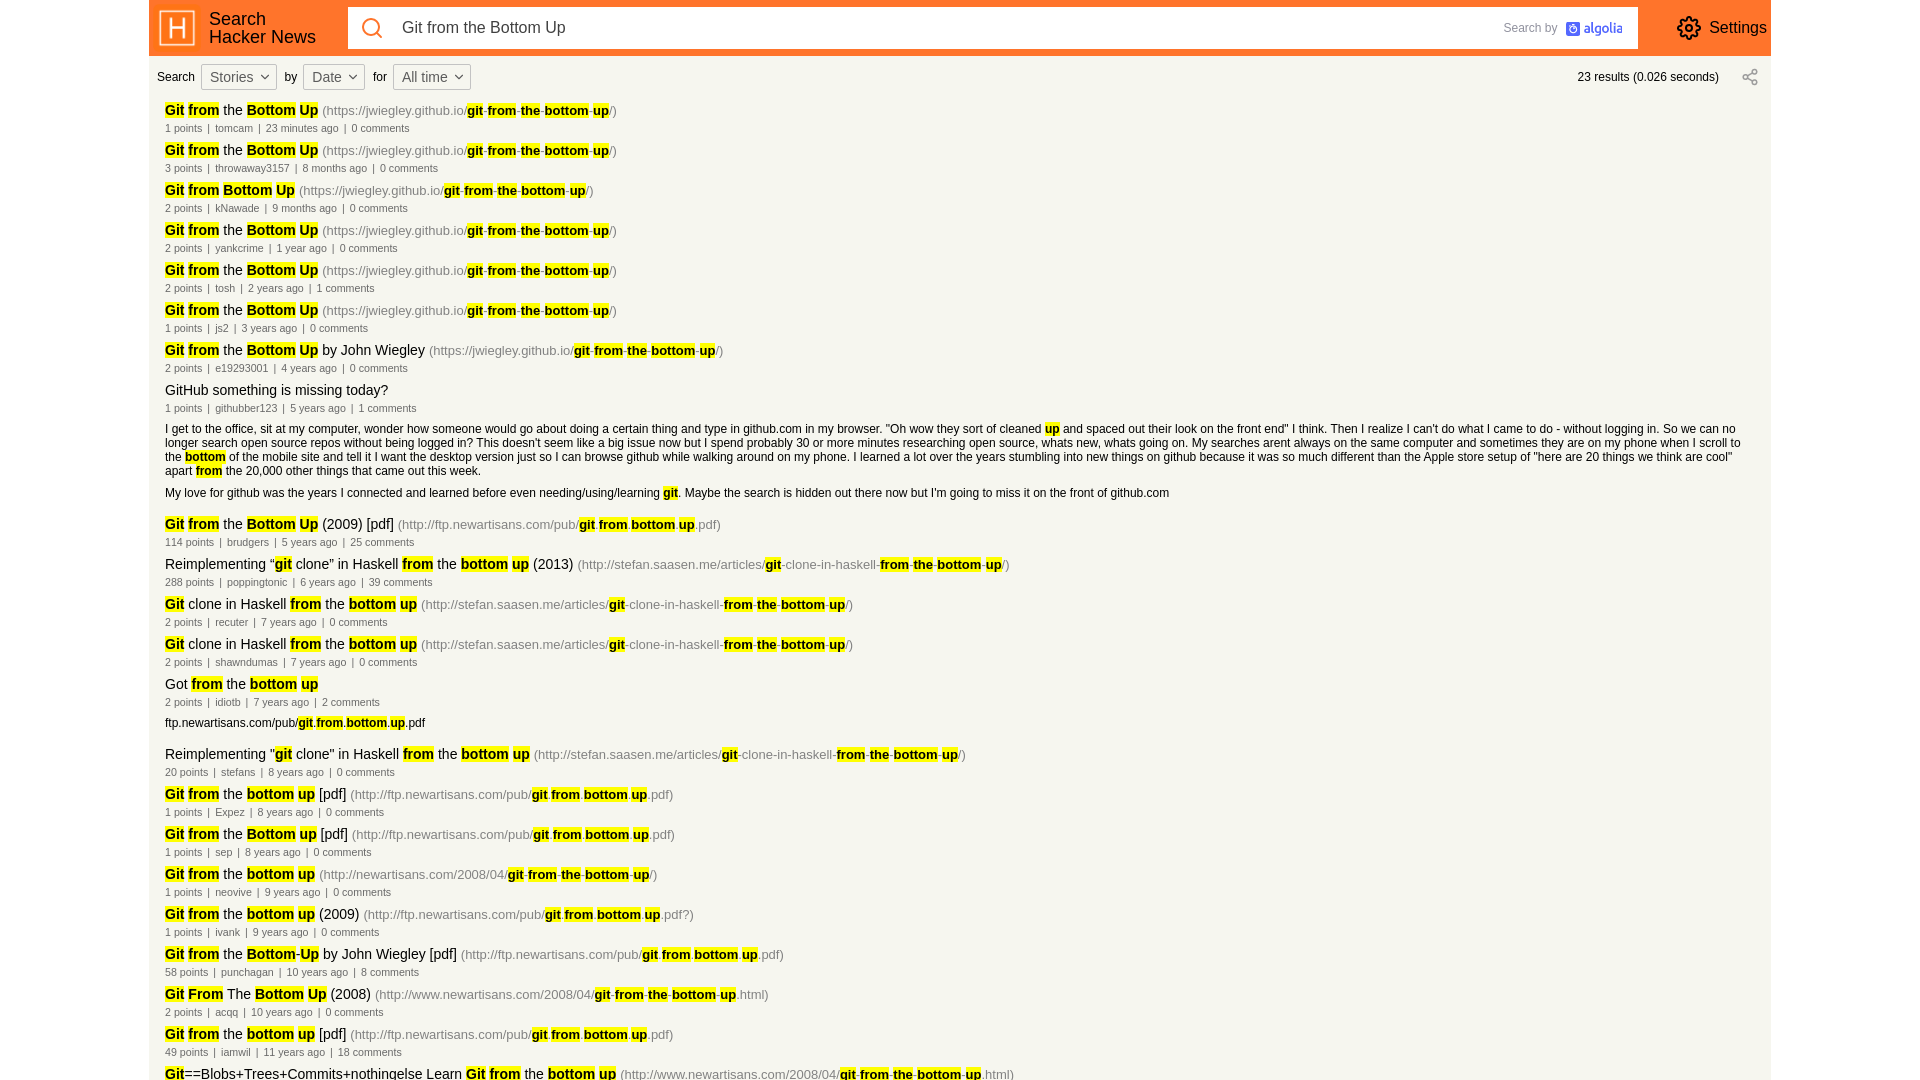 Search
Hacker News
Git from the Bottom Up
Search by algolia
Settings
Search Stories by Date for All time
23 results (0.026 seconds)
Git from the Bottom Up (https://jwiegley.github.io/git-from-the-bottom-up/)
1 points | tomcam | 23 minutes ago | 0 comments
Git from the Bottom Up (https://jwiegley.github.io/git-from-the-bottom-up/)
3 points | throwaway3157 | 8 months ago | 0 comments
Git from Bottom Up (https://jwiegley.github.io/git-from-the-bottom-up/)
2 points | kNawade | 9 months ago | 0 comments
Git from the Bottom Up (https://jwiegley.github.io/git-from-the-bottom-up/)
2 points | yankcrime | 1 year ago | 0 comments
Git from the Bottom Up (https://jwiegley.github.io/git-from-the-bottom-up/)
2 points | tosh | 2 years ago | 1 comments
Git from the Bottom Up (https://jwiegley.github.io/git-from-the-bottom-up/)
1 points | js2 | 3 years ago | 0 comments
Git from the Bottom Up by John Wiegley (https://jwiegley.github.io/git-from-the-bottom-up/)
2 points | e19293001 | 4 years ago | 0 comments
GitHub something is missing today?
1 points | githubber123 | 5 years ago | 1 comments
I get to the office, sit at my computer, wonder how someone would go about doing a certain thing and type in github.com in my browser. "Oh wow they sort of cleaned up and spaced out their look on the front end" I think. Then I realize I can't do what I came to do - without logging in. So we can no
longer search open source repos without being logged in? This doesn't seem like a big issue now but I spend probably 30 or more minutes researching open source, whats new, whats going on. My searches arent always on the same computer and sometimes they are on my phone when I scroll to
the bottom of the mobile site and tell it I want the desktop version just so I can browse github while walking around on my phone. I learned a lot over the years stumbling into new things on github because it was so much different than the Apple store setup of "here are 20 things we think are cool"
apart from the 20,000 other things that came out this week.
My love for github was the years I connected and learned before even needing/using/learning git. Maybe the search is hidden out there now but I'm going to miss it on the front of github.com
Git from the Bottom Up (2009) [pdf] (http://ftp.newartisans.com/pub/git.from.bottom.up.pdf)
114 points | brudgers | 5 years ago | 25 comments
Reimplementing “git clone” in Haskell from the bottom up (2013) (http://stefan.saasen.me/articles/git-clone-in-haskell-from-the-bottom-up/)
288 points | poppingtonic | 6 years ago | 39 comments
Git clone in Haskell from the bottom up (http://stefan.saasen.me/articles/git-clone-in-haskell-from-the-bottom-up/)
2 points | recuter | 7 years ago | 0 comments
Git clone in Haskell from the bottom up (http://stefan.saasen.me/articles/git-clone-in-haskell-from-the-bottom-up/)
2 points | shawndumas | 7 years ago | 0 comments
Got from the bottom up
2 points | idiotb | 7 years ago | 2 comments
ftp.newartisans.com/pub/git.from.bottom.up.pdf
Reimplementing "git clone" in Haskell from the bottom up (http://stefan.saasen.me/articles/git-clone-in-haskell-from-the-bottom-up/)
20 points | stefans | 8 years ago | 0 comments
Git from the bottom up [pdf] (http://ftp.newartisans.com/pub/git.from.bottom.up.pdf)
1 points | Expez | 8 years ago | 0 comments
Git from the Bottom up [pdf] (http://ftp.newartisans.com/pub/git.from.bottom.up.pdf)
1 points | sep | 8 years ago | 0 comments
Git from the bottom up (http://newartisans.com/2008/04/git-from-the-bottom-up/)
1 points | neovive | 9 years ago | 0 comments
Git from the bottom up (2009) (http://ftp.newartisans.com/pub/git.from.bottom.up.pdf?)
1 points | ivank | 9 years ago | 0 comments
Git from the Bottom-Up by John Wiegley [pdf] (http://ftp.newartisans.com/pub/git.from.bottom.up.pdf)
58 points | punchagan | 10 years ago | 8 comments
Git From The Bottom Up (2008) (http://www.newartisans.com/2008/04/git-from-the-bottom-up.html)
2 points | acqq | 10 years ago | 0 comments
Git from the bottom up [pdf] (http://ftp.newartisans.com/pub/git.from.bottom.up.pdf)
49 points | iamwil | 11 years ago | 18 comments
Git==Blobs+Trees+Commits+nothingelse Learn Git from the bottom up (http://www.newartisans.com/2008/04/git-from-the-bottom-up.html)